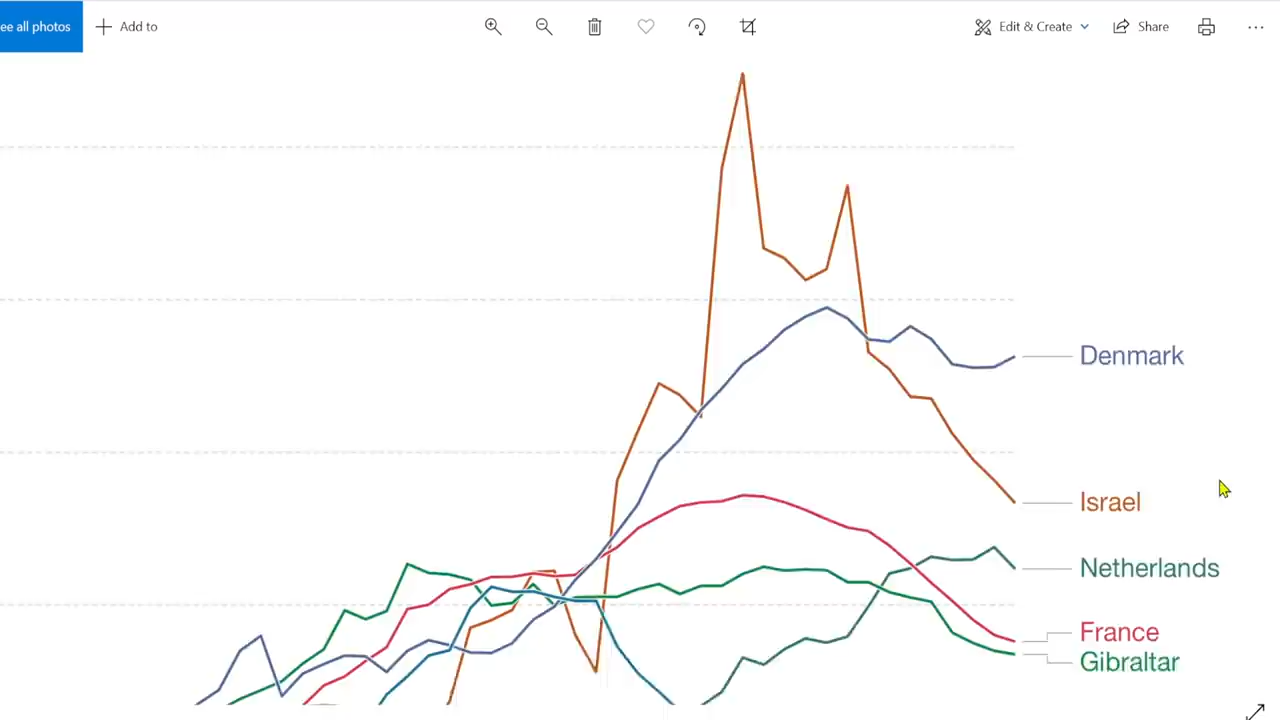 ee all photos
Add to
Edit & Create
Share
Denmark
Israel
Netherlands
France
Gibraltar